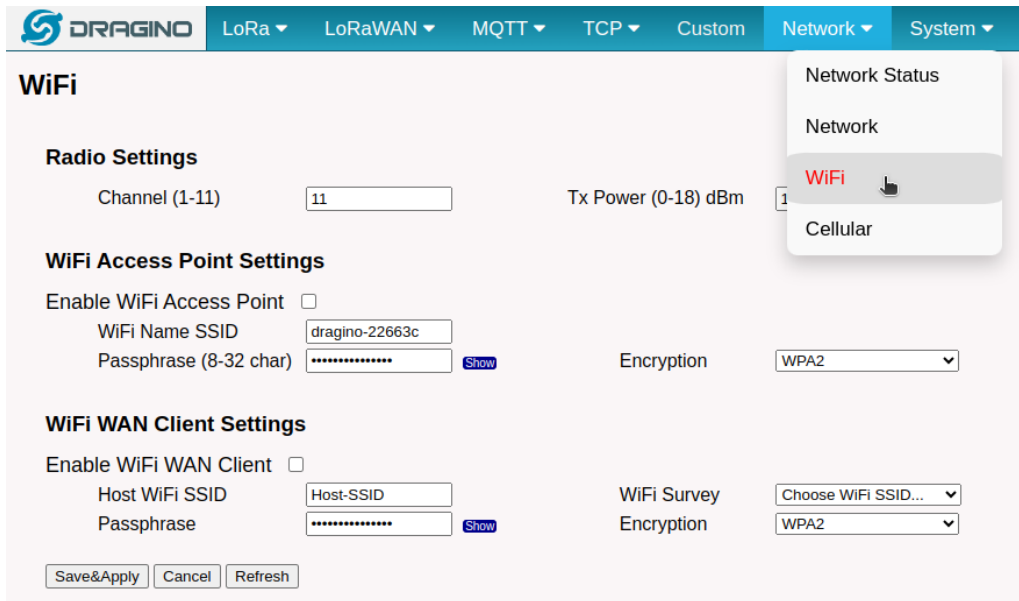 DRAGINO LoRa LoRaWAN MQTT TCP Custom Network System
WiFi
Network Status
Network
WiFi
Cellular
Radio Settings
Channel (1-11) 11 Tx Power (0-18) dBm
WiFi Access Point Settings
Enable WiFi Access Point
WiFi Name SSID dragino-22663c
Passphrase (8-32 char) ••••••••••••••• Show Encryption WPA2
WiFi WAN Client Settings
Enable WiFi WAN Client
Host WiFi SSID Host-SSID WiFi Survey Choose WiFi SSID...
Passphrase ••••••••••••••• Show Encryption WPA2
Save&Apply Cancel Refresh